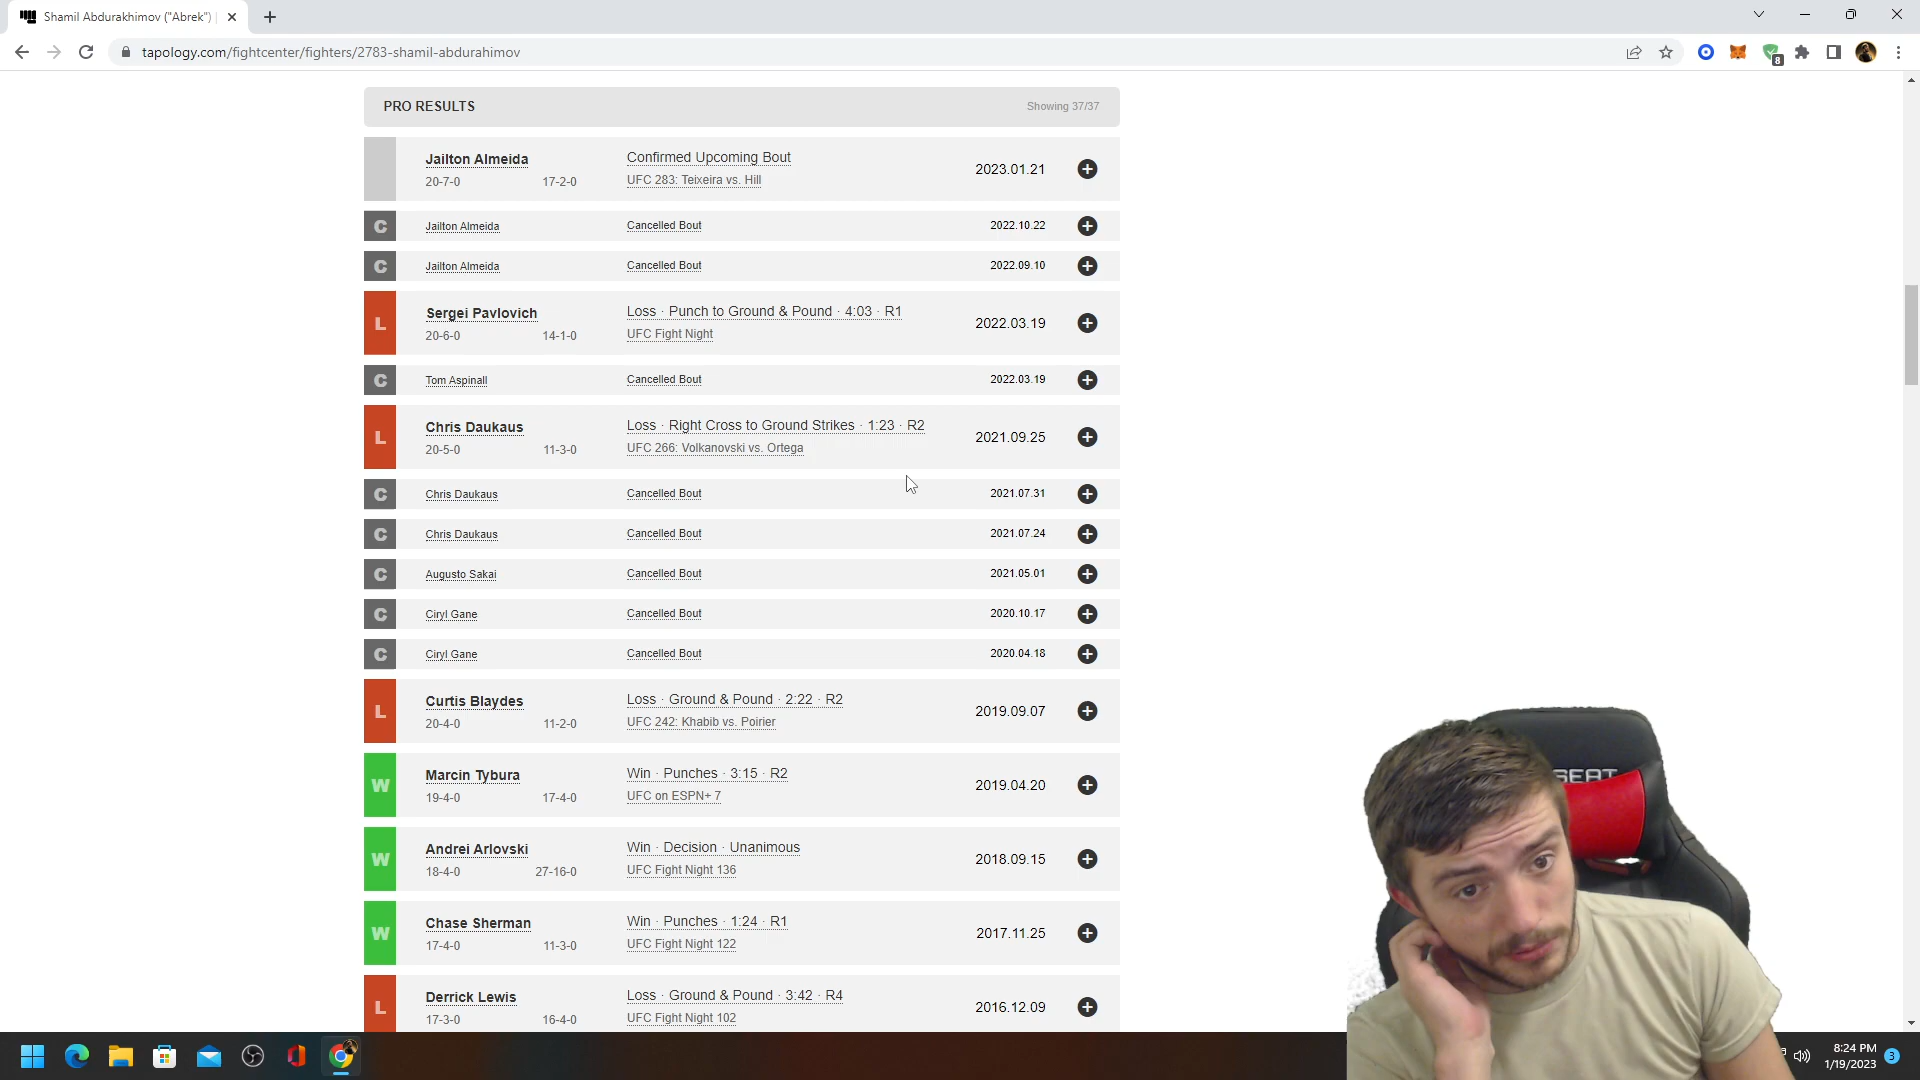 Shamil Abdurakhimov ("Abrek") |
tapology.com/fightcenter/fighters/2783-shamil-abdurahimov
8
PRO RESULTS Showing 37/37
Jailton Almeida Confirmed Upcoming Bout 2023.01.21
20-7-0 17-2-0 UFC 283: Teixeira vs. Hill
C Jailton Almeida Cancelled Bout 2022.10.22
C Jailton Almeida Cancelled Bout 2022.09.10
L Sergei Pavlovich Loss · Punch to Ground & Pound · 4:03 · R1 2022.03.19
20-6-0 14-1-0 UFC Fight Night
C Tom Aspinall Cancelled Bout 2022.03.19
L Chris Daukaus Loss · Right Cross to Ground Strikes · 1:23 · R2 2021.09.25
20-5-0 11-3-0 UFC 266: Volkanovski vs. Ortega
C Chris Daukaus Cancelled Bout 2021.07.31
C Chris Daukaus Cancelled Bout 2021.07.24
C Augusto Sakai Cancelled Bout 2021.05.01
C Ciryl Gane Cancelled Bout 2020.10.17
C Ciryl Gane Cancelled Bout 2020.04.18
L Curtis Blaydes Loss · Ground & Pound · 2:22 · R2 2019.09.07
20-4-0 11-2-0 UFC 242: Khabib vs. Poirier
W Marcin Tybura Win · Punches · 3:15 · R2 2019.04.20
19-4-0 17-4-0 UFC on ESPN+ 7
W Andrei Arlovski Win · Decision · Unanimous 2018.09.15
18-4-0 27-16-0 UFC Fight Night 136
W Chase Sherman Win · Punches · 1:24 · R1 2017.11.25
17-4-0 11-3-0 UFC Fight Night 122
L Derrick Lewis Loss · Ground & Pound · 3:42 · R4 2016.12.09
17-3-0 16-4-0 UFC Fight Night 102
SEAT
8:24 PM
1/19/2023
3